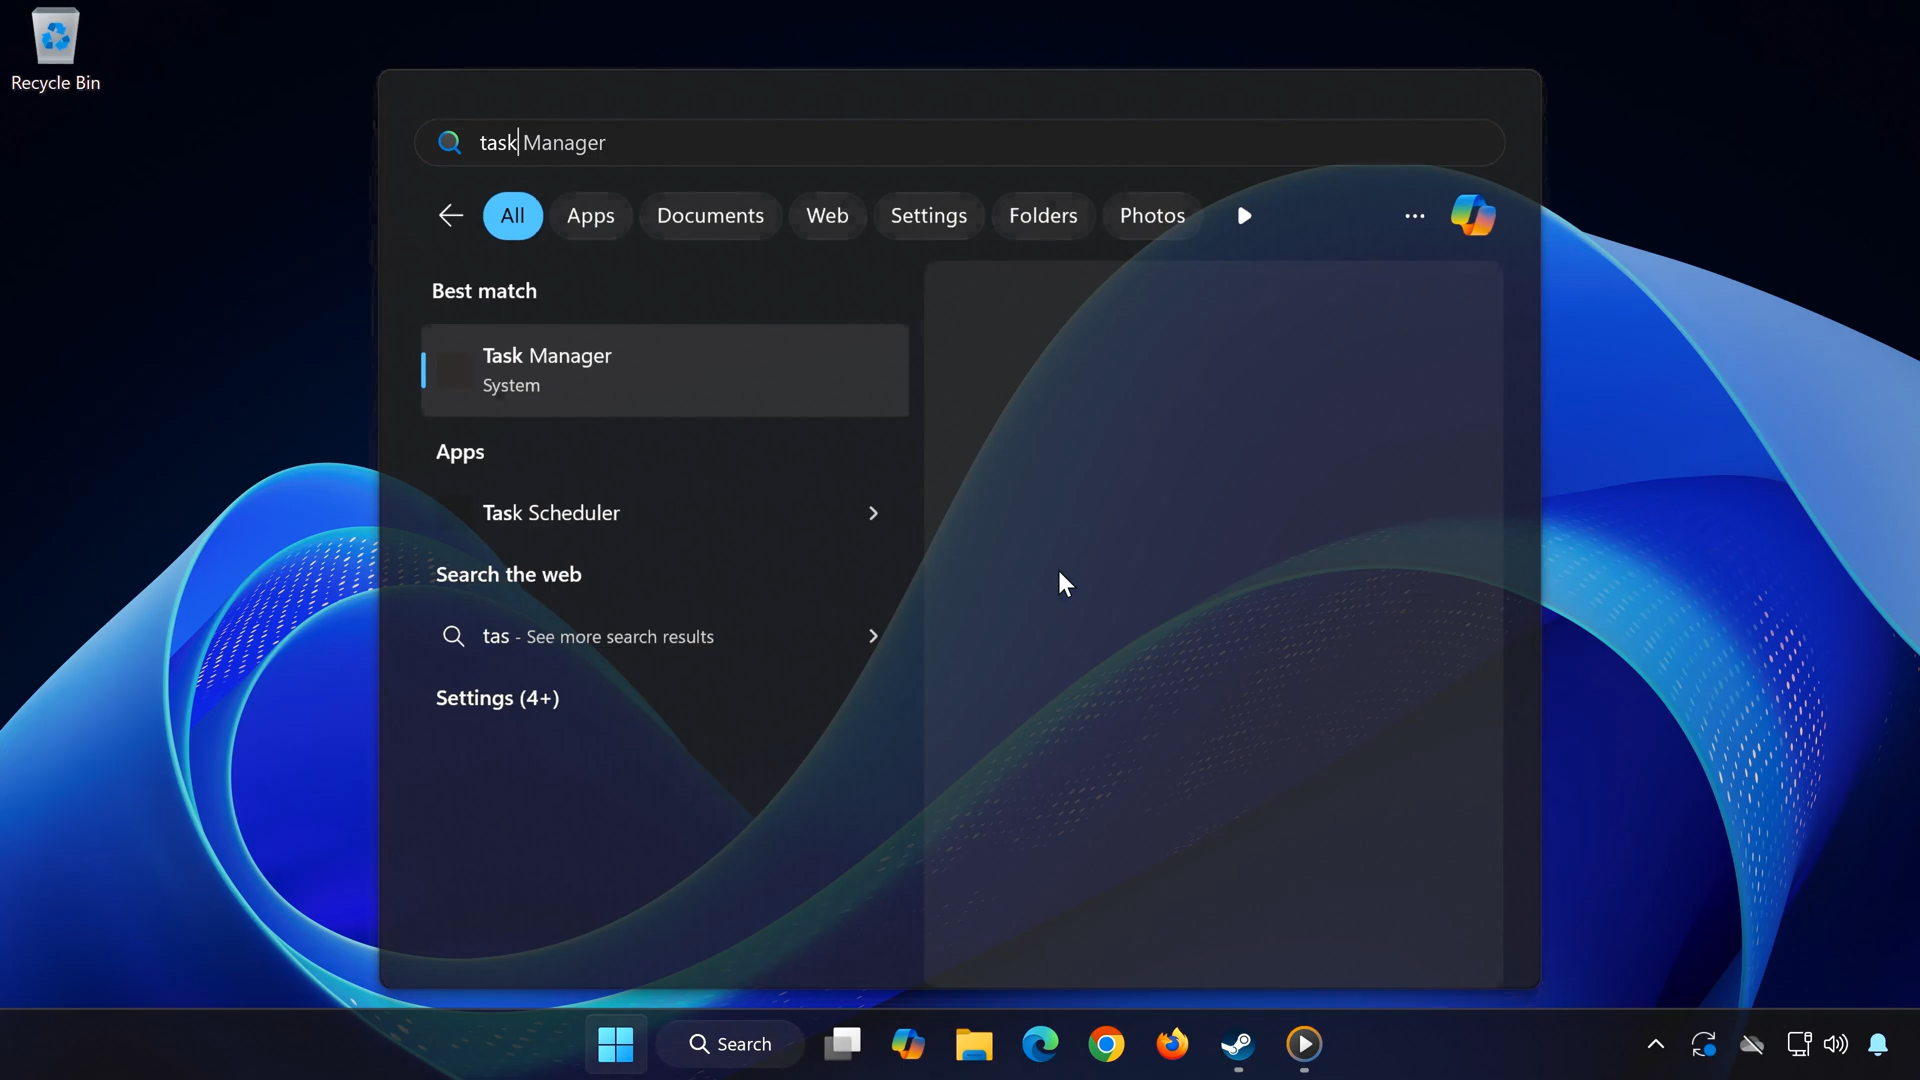 Recycle Bin
task Manager
All Apps Documents Web Settings Folders Photos
Best match
Task Manager
System
Apps
Task Scheduler
Search the web
tas - See more search results
Settings (4+)
Search